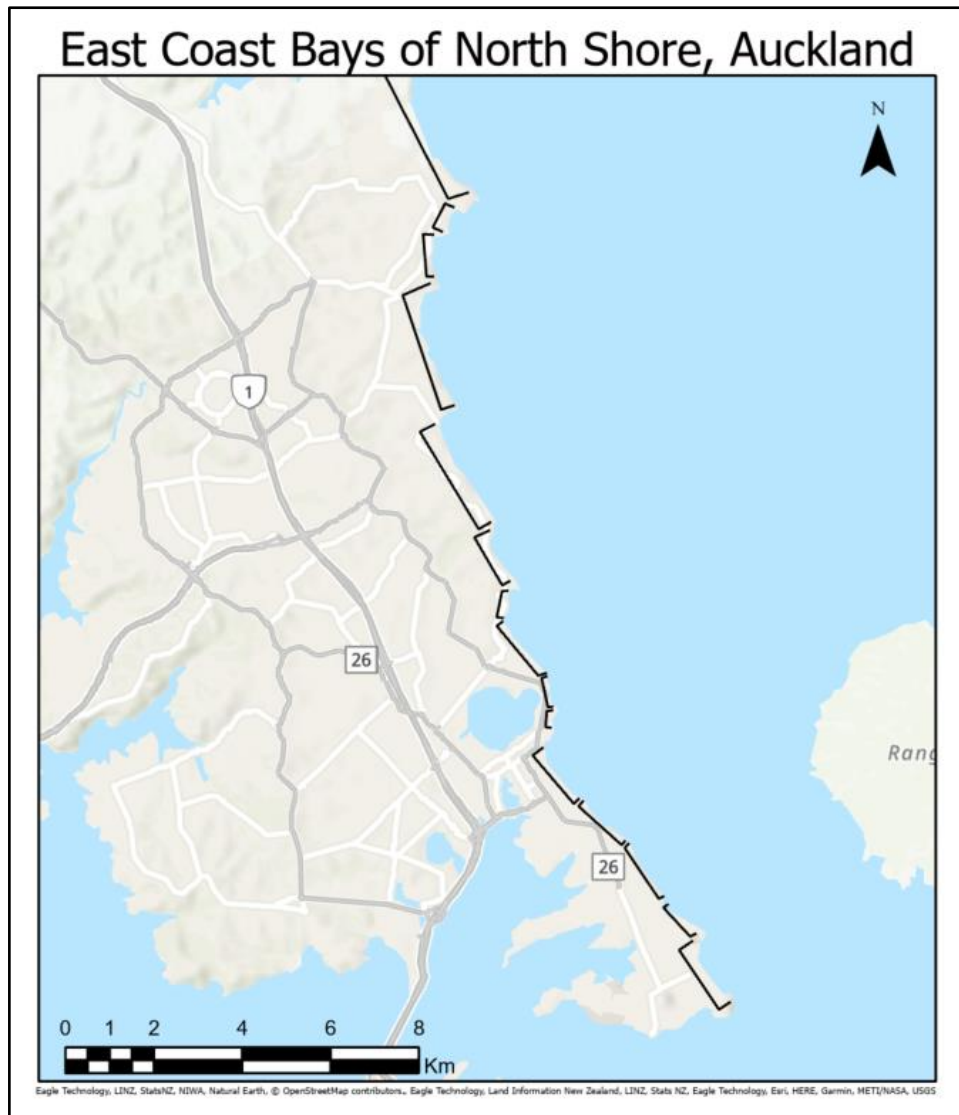 East Coast Bays of North Shore, Auckland
N
1
26
Rang
26
0 1 2 4 6 8
Km
Eagle Technology, LINZ, StatsNZ, NIWA, Natural Earth, © OpenStreetMap contributors., Eagle Technology, Land Information New Zealand, LINZ, Stats NZ, Eagle Technology, Esri, HERE, Garmin, METI/NASA, USGS